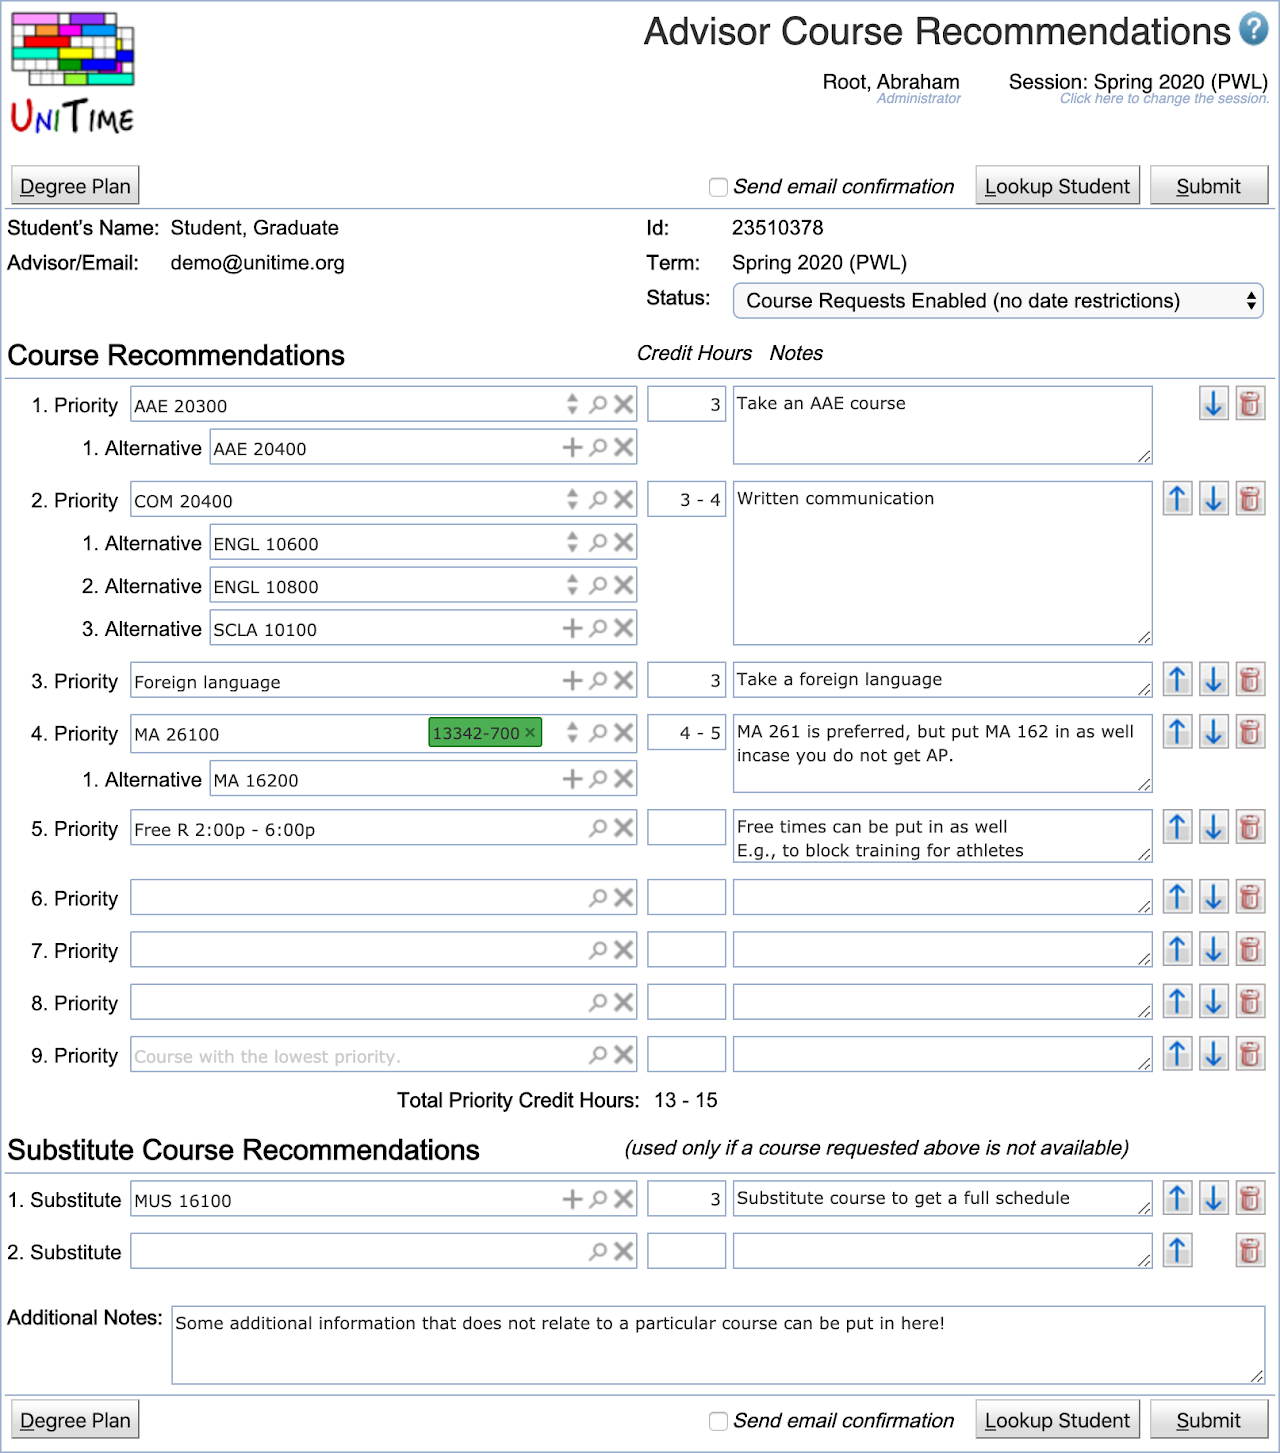 Advisor Course Recommendations ?
UNITIME
Root, Abraham Session: Spring 2020 (PWL)
Administrator Click here to change the session.
Degree Plan Send email confirmation Lookup Student Submit
Student's Name: Student, Graduate Id: 23510378
Advisor/Email: demo@unitime.org Term: Spring 2020 (PWL)
Status: Course Requests Enabled (no date restrictions)
Course Recommendations Credit Hours Notes
1. Priority AAE 20300 3 Take an AAE course
1. Alternative AAE 20400
2. Priority COM 20400 3 - 4 Written communication
1. Alternative ENGL 10600
2. Alternative ENGL 10800
3. Alternative SCLA 10100
3. Priority Foreign language 3 Take a foreign language
4. Priority MA 26100 13342-700 × 4 - 5 MA 261 is preferred, but put MA 162 in as well
incase you do not get AP.
1. Alternative MA 16200
5. Priority Free R 2:00p - 6:00p Free times can be put in as well
E.g., to block training for athletes
6. Priority
7. Priority
8. Priority
9. Priority Course with the lowest priority.
Total Priority Credit Hours: 13 - 15
Substitute Course Recommendations (used only if a course requested above is not available)
1. Substitute MUS 16100 3 Substitute course to get a full schedule
2. Substitute
Additional Notes: Some additional information that does not relate to a particular course can be put in here!
Degree Plan Send email confirmation Lookup Student Submit